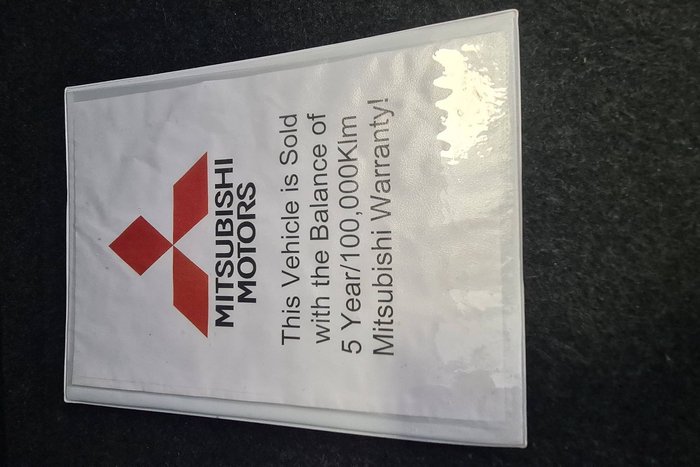 MITSUBISHI
MOTORS
This Vehicle is Sold
with the Balance of
5 Year/100,000Klm
Mitsubishi Warranty!